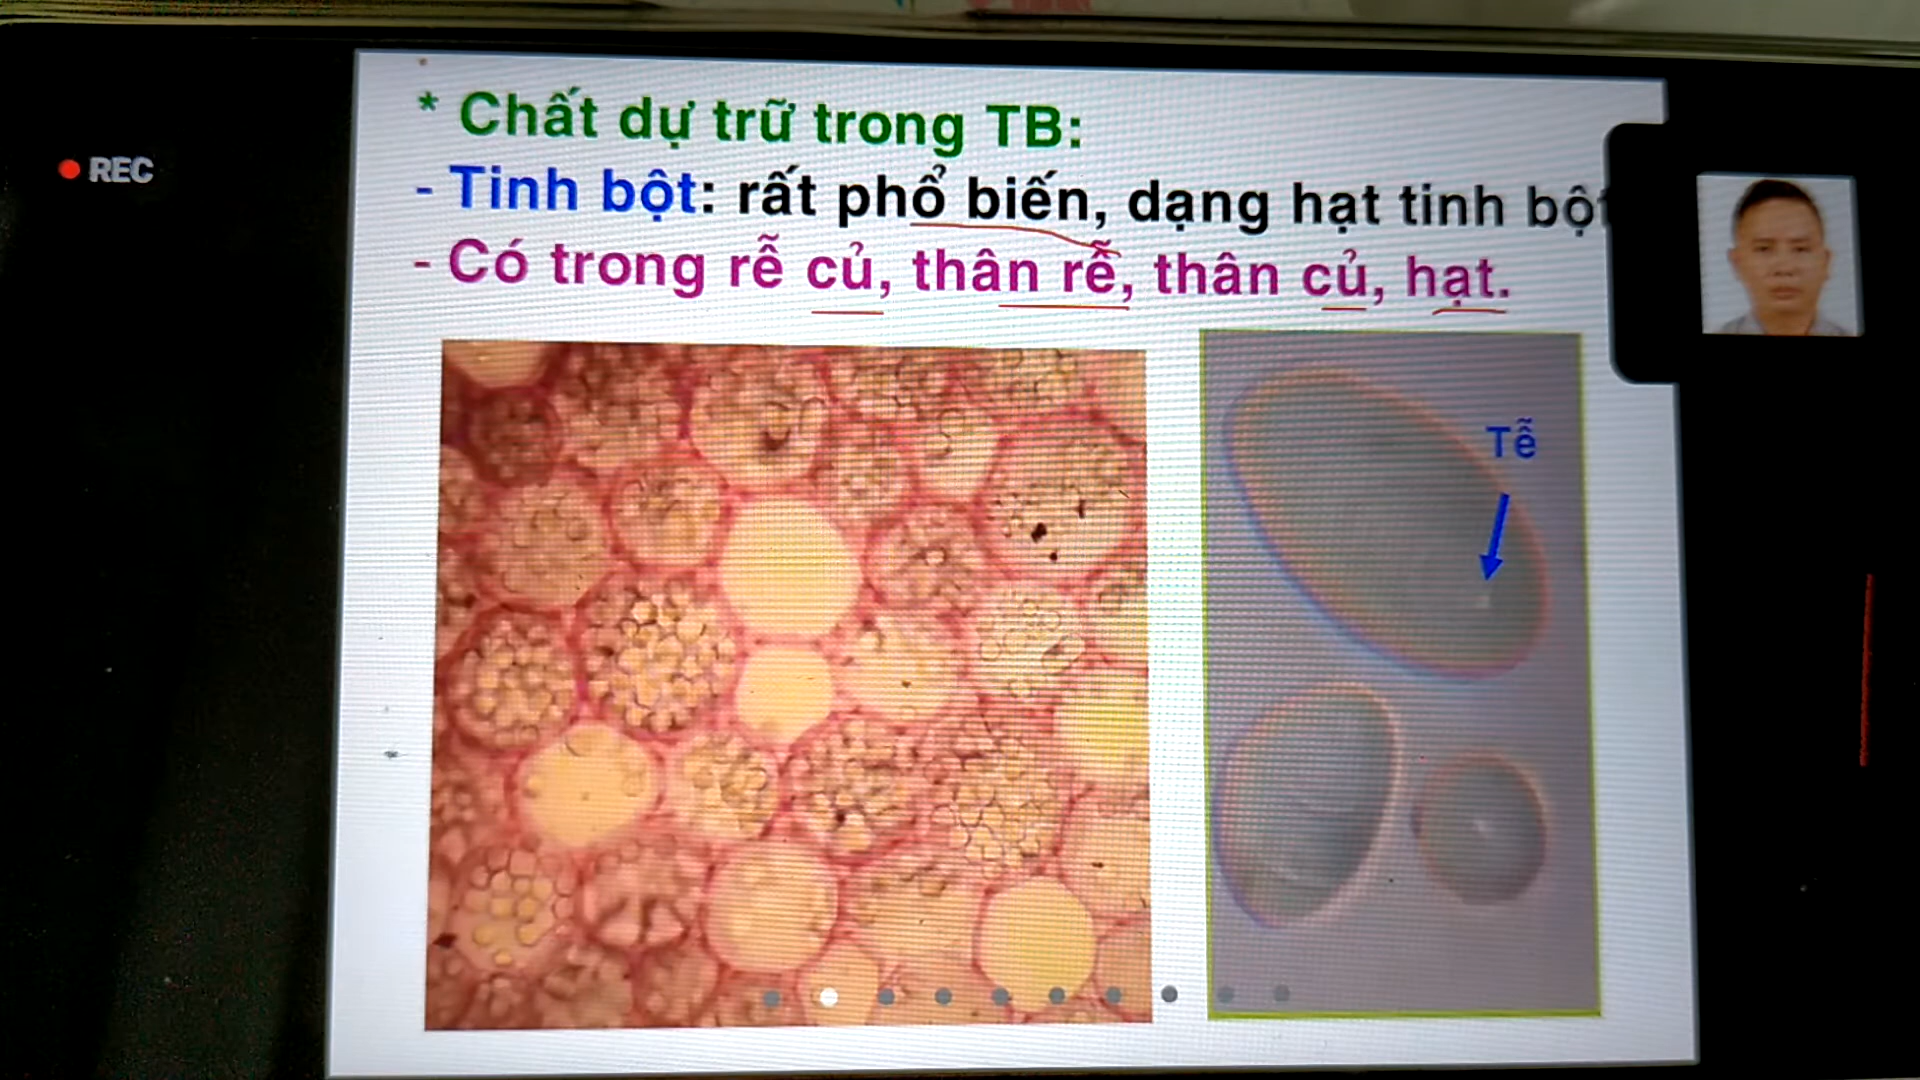 * Chất dự trữ trong TB:
- Tinh bột: rất phổ biến, dạng hạt tinh bột
- Có trong rễ củ, thân rễ, thân củ, hạt.
REC
Tễ